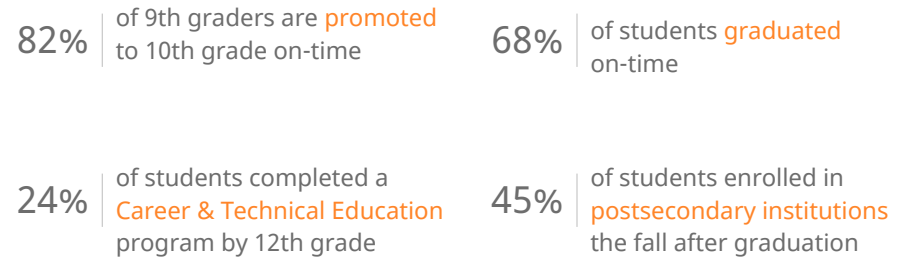 82%
of 9th graders are promoted
to 10th grade on-time
68%
of students graduated
on-time
24%
of students completed a
Career & Technical Education
program by 12th grade
45%
of students enrolled in
postsecondary institutions
the fall after graduation